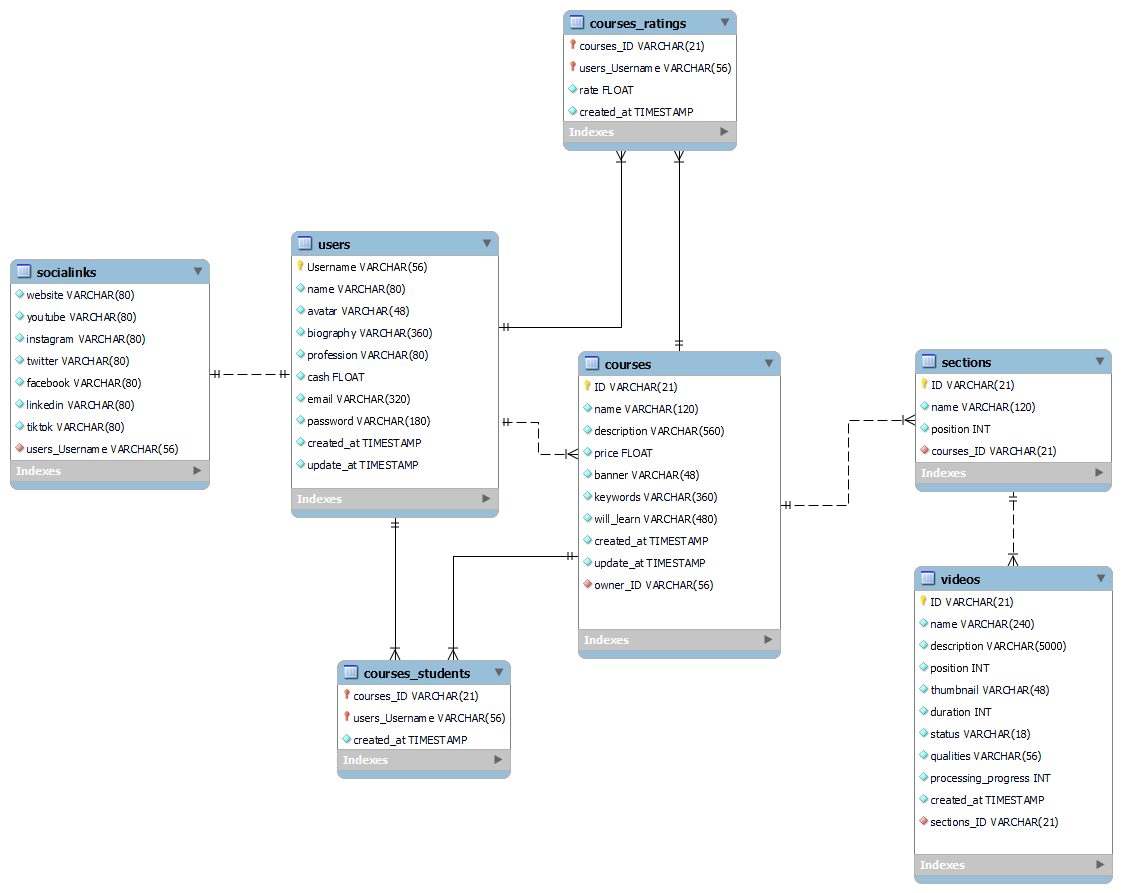 courses_ratings
courses_ID VARCHAR(21)
users_Username VARCHAR(56)
rate FLOAT
created_at TIMESTAMP
Indexes
users
Username VARCHAR(56)
name VARCHAR(80)
avatar VARCHAR(48)
biography VARCHAR(360)
profession VARCHAR(80)
cash FLOAT
email VARCHAR(320)
password VARCHAR(180)
created_at TIMESTAMP
update_at TIMESTAMP
Indexes
socialinks
website VARCHAR(80)
youtube VARCHAR(80)
instagram VARCHAR(80)
twitter VARCHAR(80)
facebook VARCHAR(80)
linkedin VARCHAR(80)
tiktok VARCHAR(80)
users_Username VARCHAR(56)
Indexes
courses
ID VARCHAR(21)
name VARCHAR(120)
description VARCHAR(560)
price FLOAT
banner VARCHAR(48)
keywords VARCHAR(360)
will_learn VARCHAR(480)
created_at TIMESTAMP
update_at TIMESTAMP
owner_ID VARCHAR(56)
Indexes
sections
ID VARCHAR(21)
name VARCHAR(120)
position INT
courses_ID VARCHAR(21)
Indexes
videos
ID VARCHAR(21)
name VARCHAR(240)
description VARCHAR(5000)
position INT
thumbnail VARCHAR(48)
duration INT
status VARCHAR(18)
qualities VARCHAR(56)
processing_progress INT
created_at TIMESTAMP
sections_ID VARCHAR(21)
Indexes
courses_students
courses_ID VARCHAR(21)
users_Username VARCHAR(56)
created_at TIMESTAMP
Indexes